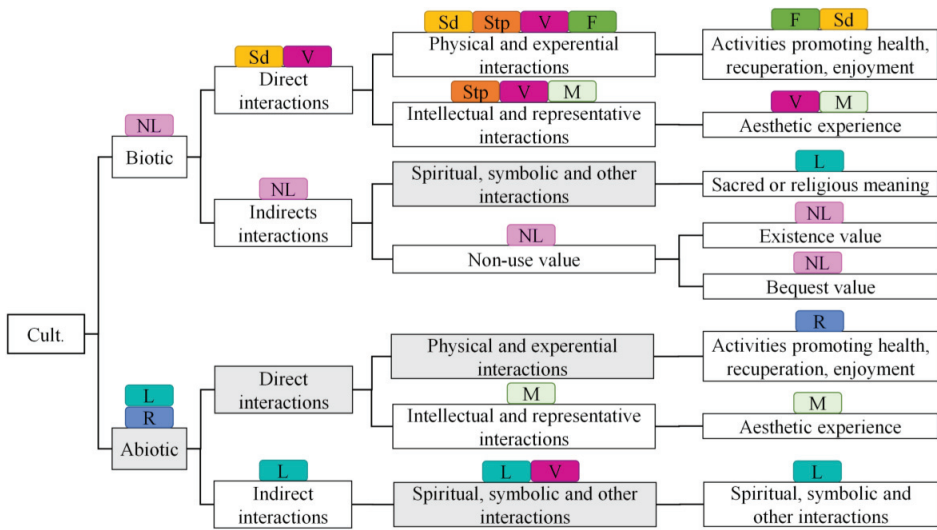 Sd Stp V F
F Sd
Sd V
Physical and experential
interactions
Activities promoting health,
recuperation, enjoyment
Direct
interactions
Stp V M
V M
NL
Intellectual and representative
interactions
Aesthetic experience
Biotic
L
NL
Spiritual, symbolic and other
interactions
Sacred or religious meaning
Indirects
interactions
NL
NL
Existence value
Non-use value
NL
Bequest value
Cult.
R
Physical and experential
interactions
Activities promoting health,
recuperation, enjoyment
Direct
interactions
L
R
M
M
Abiotic
Intellectual and representative
interactions
Aesthetic experience
L
L V
L
Indirect
interactions
Spiritual, symbolic and other
interactions
Spiritual, symbolic and
other interactions